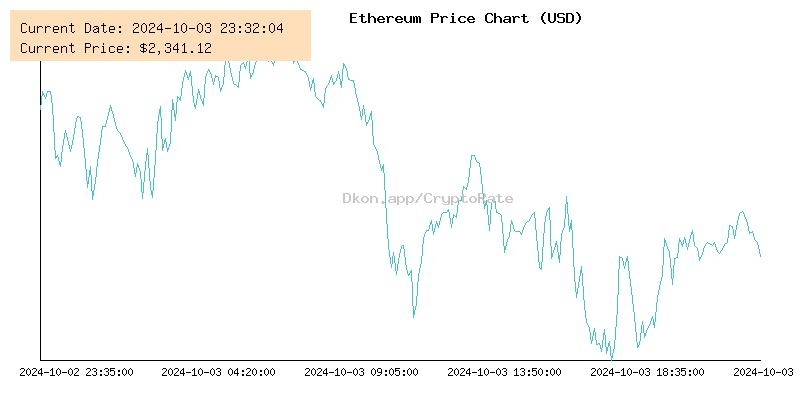 Ethereum Price Chart (USD)
Current Date: 2024-10-03 23:32:04
Current Price: $2,341.12
Dkon.app/CryptoRate
2024-10-02 23:35:00 2024-10-03 04:20:00 2024-10-03 09:05:00 2024-10-03 13:50:00 2024-10-03 18:35:00 2024-10-03